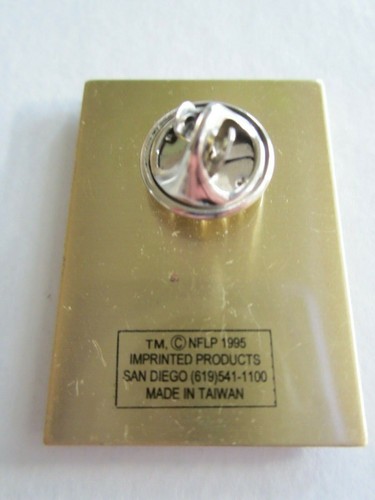 TM. ©NFLP 1995
IMPRINTED PRODUCTS
SAN DIEGO (619)541-1100
MADE IN TAIWAN